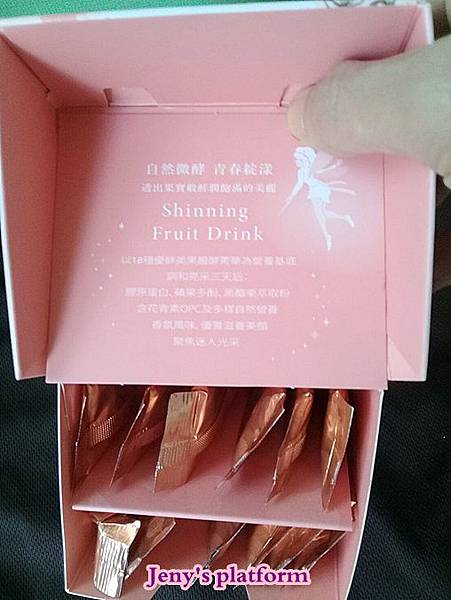 自然微酵 青春綻漾
透出果實般鮮潤飽滿的美麗
Shinning
Fruit Drink
以18種優酵美果醱酵菁華為營養基底
調和亮采三天后:
膠原蛋白、蘋果多酚、黑醋栗萃取粉
含花青素OPC及多樣自然營養
香氛風味、優雅滋養美顏
聚焦迷人光采
Jeny's platform